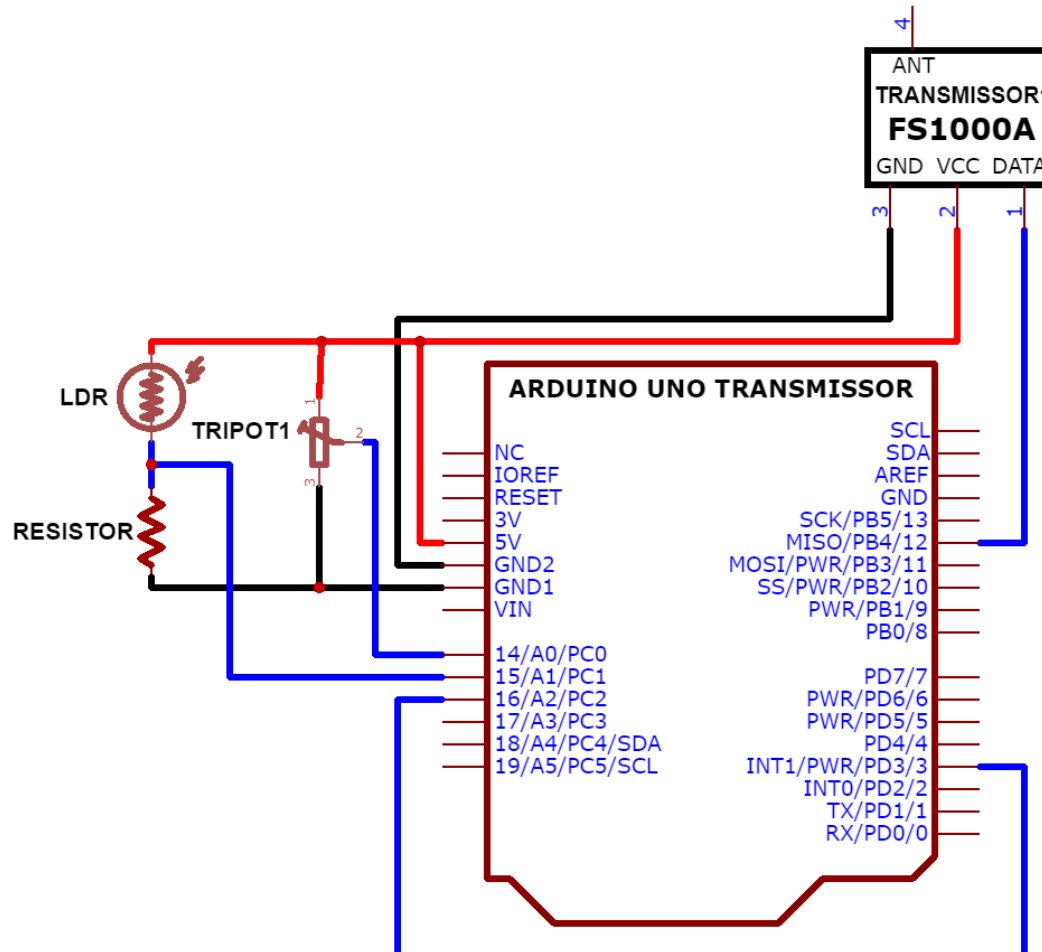 4
ANT
TRANSMISSOR1
FS1000A
GND VCC DATA
3 2 1
LDR
TRIPOT1
1
2
3
RESISTOR
ARDUINO UNO TRANSMISSOR
NC
IOREF
RESET
3V
5V
GND2
GND1
VIN
14/A0/PC0
15/A1/PC1
16/A2/PC2
17/A3/PC3
18/A4/PC4/SDA
19/A5/PC5/SCL
SCL
SDA
AREF
GND
SCK/PB5/13
MISO/PB4/12
MOSI/PWR/PB3/11
SS/PWR/PB2/10
PWR/PB1/9
PB0/8
PD7/7
PWR/PD6/6
PWR/PD5/5
PD4/4
INT1/PWR/PD3/3
INT0/PD2/2
TX/PD1/1
RX/PD0/0